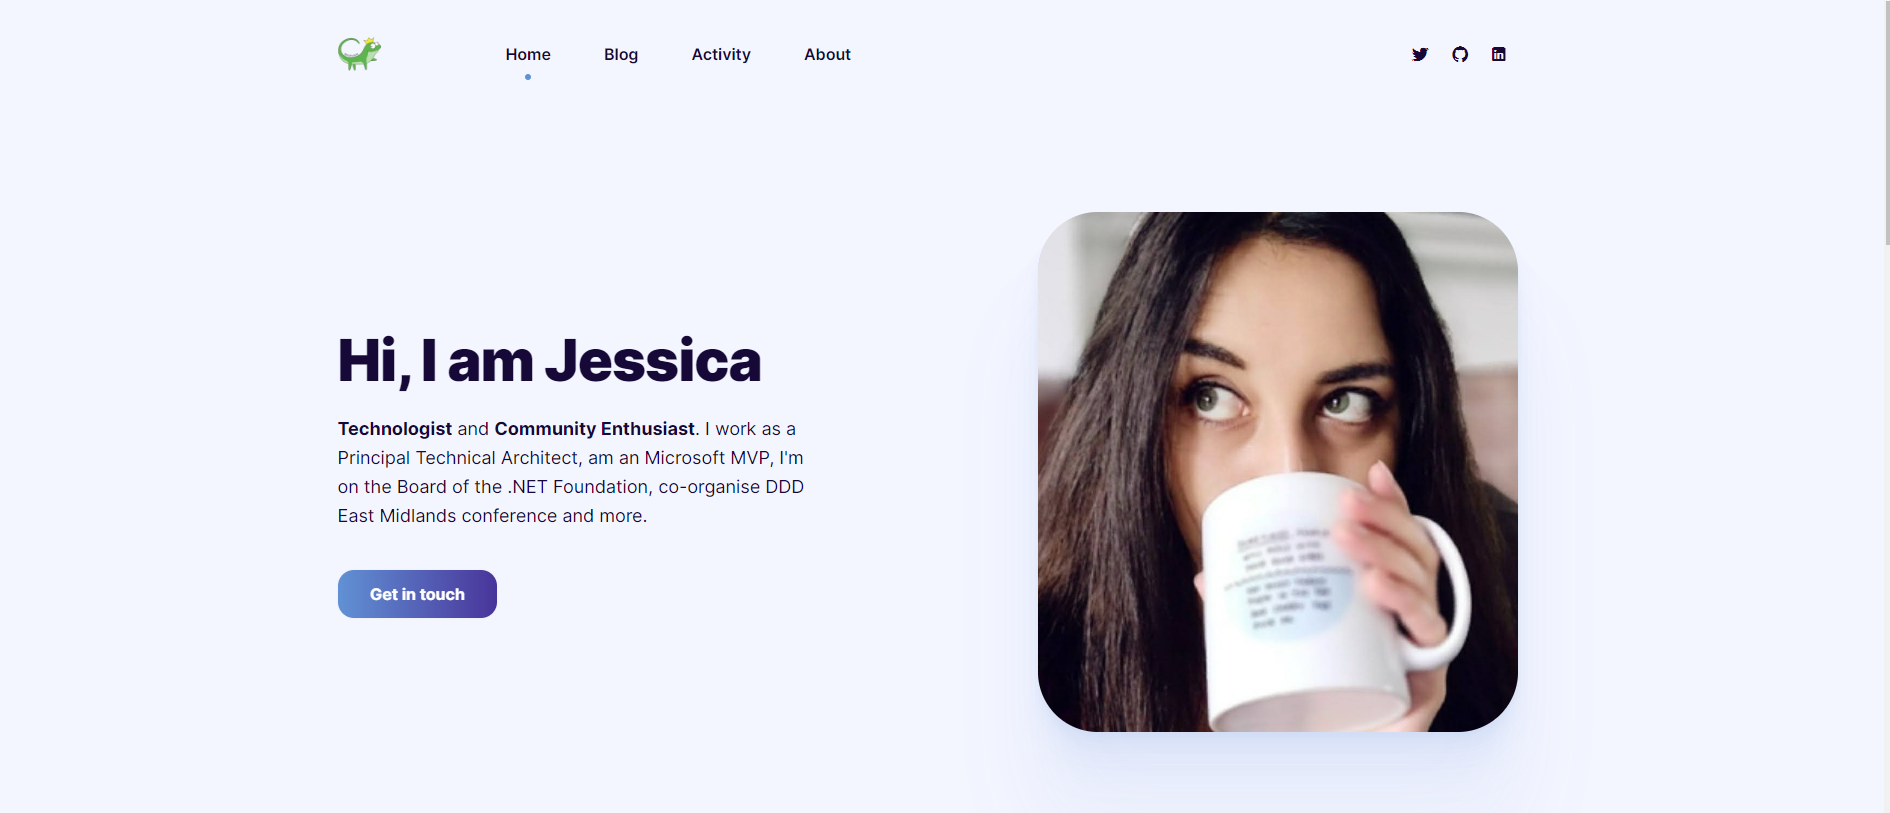 Home Blog Activity About
Hi, I am Jessica
Technologist and Community Enthusiast. I work as a
Principal Technical Architect, am an Microsoft MVP, I'm
on the Board of the .NET Foundation, co-organise DDD
East Midlands conference and more.
Get in touch